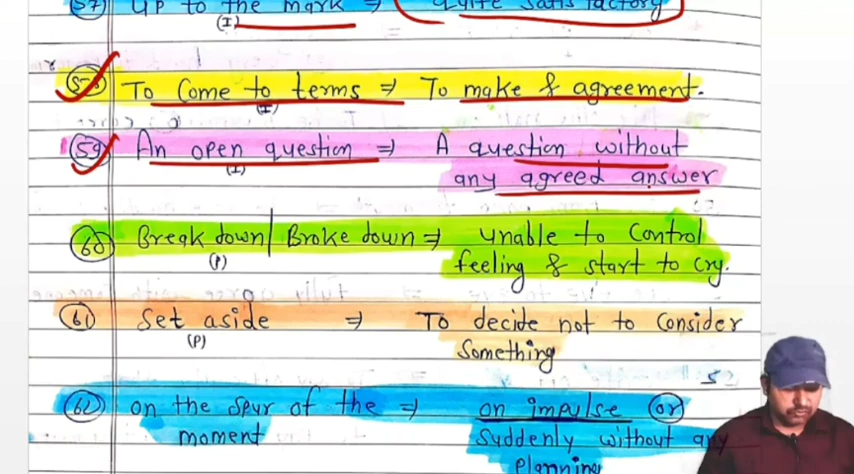 57) up to the mark ⇒ quite satisfactory
(I)
58) To Come to terms ⇒ To make & agreement.
(I)
59) An open question ⇒ A question without
(I) any agreed answer
60) Break down/Broke down ⇒ unable to control
(P) feeling & start to cry.
61) Set aside ⇒ To decide not to Consider
(P) Something
62) on the spur of the ⇒ on impulse (or)
moment Suddenly without any
planning